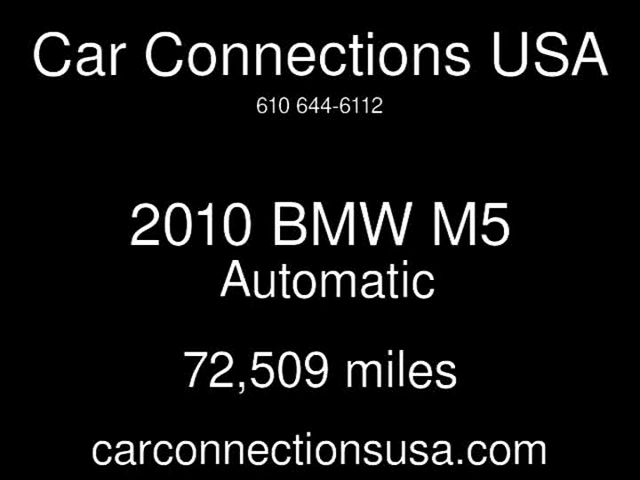 Car Connections USA
610 644-6112
2010 BMW M5
Automatic
72,509 miles
carconnectionsusa.com